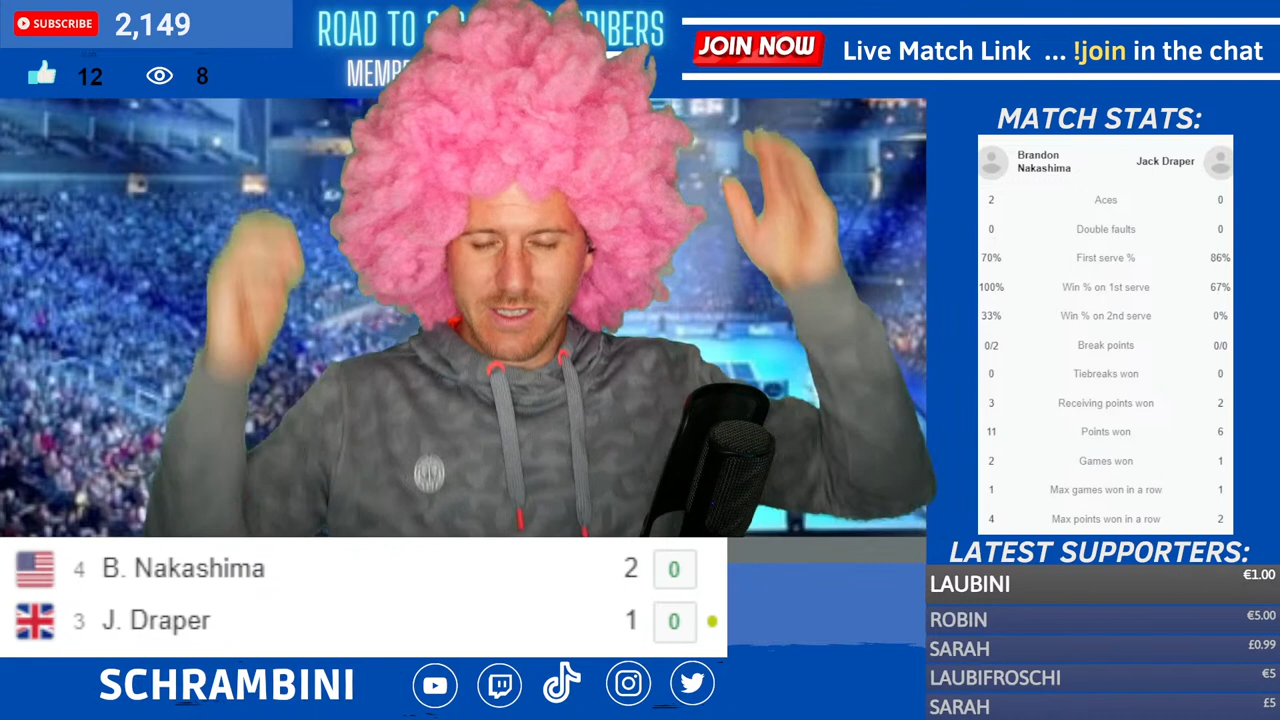 SUBSCRIBE 2,149
12 8
ROAD TO
MEMB
JOIN NOW
Live Match Link ... !join in the chat
MATCH STATS:
Brandon Nakashima
Jack Draper
2 Aces 0
0 Double faults 0
70% First serve % 86%
100% Win % on 1st serve 67%
33% Win % on 2nd serve 0%
0/2 Break points 0/0
0 Tiebreaks won 0
3 Receiving points won 2
11 Points won 6
2 Games won 1
1 Max games won in a row 1
4 Max points won in a row 2
4 B. Nakashima 2 0
3 J. Draper 1 0
LATEST SUPPORTERS:
LAUBINI €1.00
ROBIN €5.00
SARAH £0.99
LAUBIFROSCHI €5
SARAH £5
SCHRAMBINI